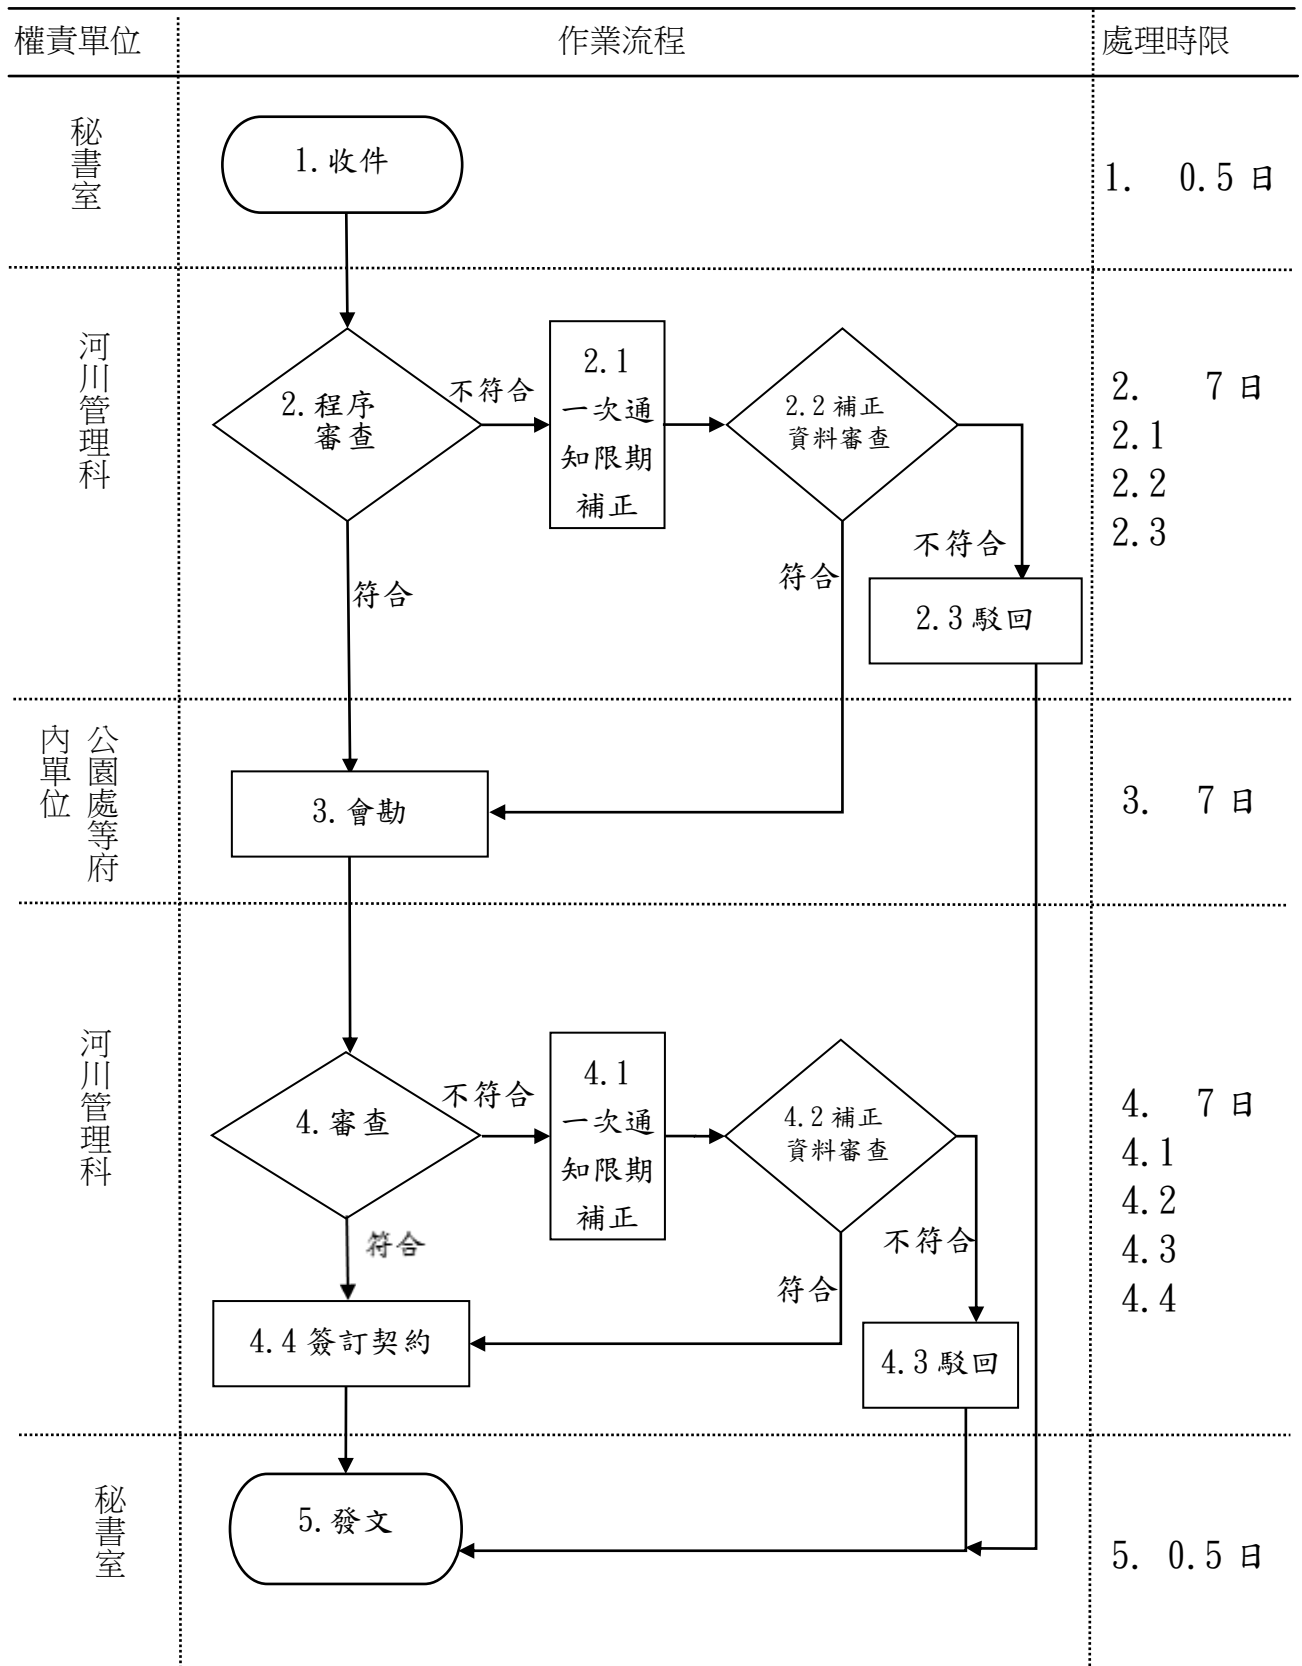 權責單位
作業流程
處理時限
秘書室
1.收件
1. 0.5日
河川管理科
2.程序
審查
不符合
2.1
一次通
知限期
補正
2.2補正
資料審查
符合
符合
不符合
2.3駁回
2. 7日
2.1
2.2
2.3
公園處等府
內單位
3.會勘
3. 7日
河川管理科
4.審查
不符合
4.1
一次通
知限期
補正
4.2補正
資料審查
符合
符合
不符合
4.4簽訂契約
4.3駁回
4. 7日
4.1
4.2
4.3
4.4
秘書室
5.發文
5. 0.5日